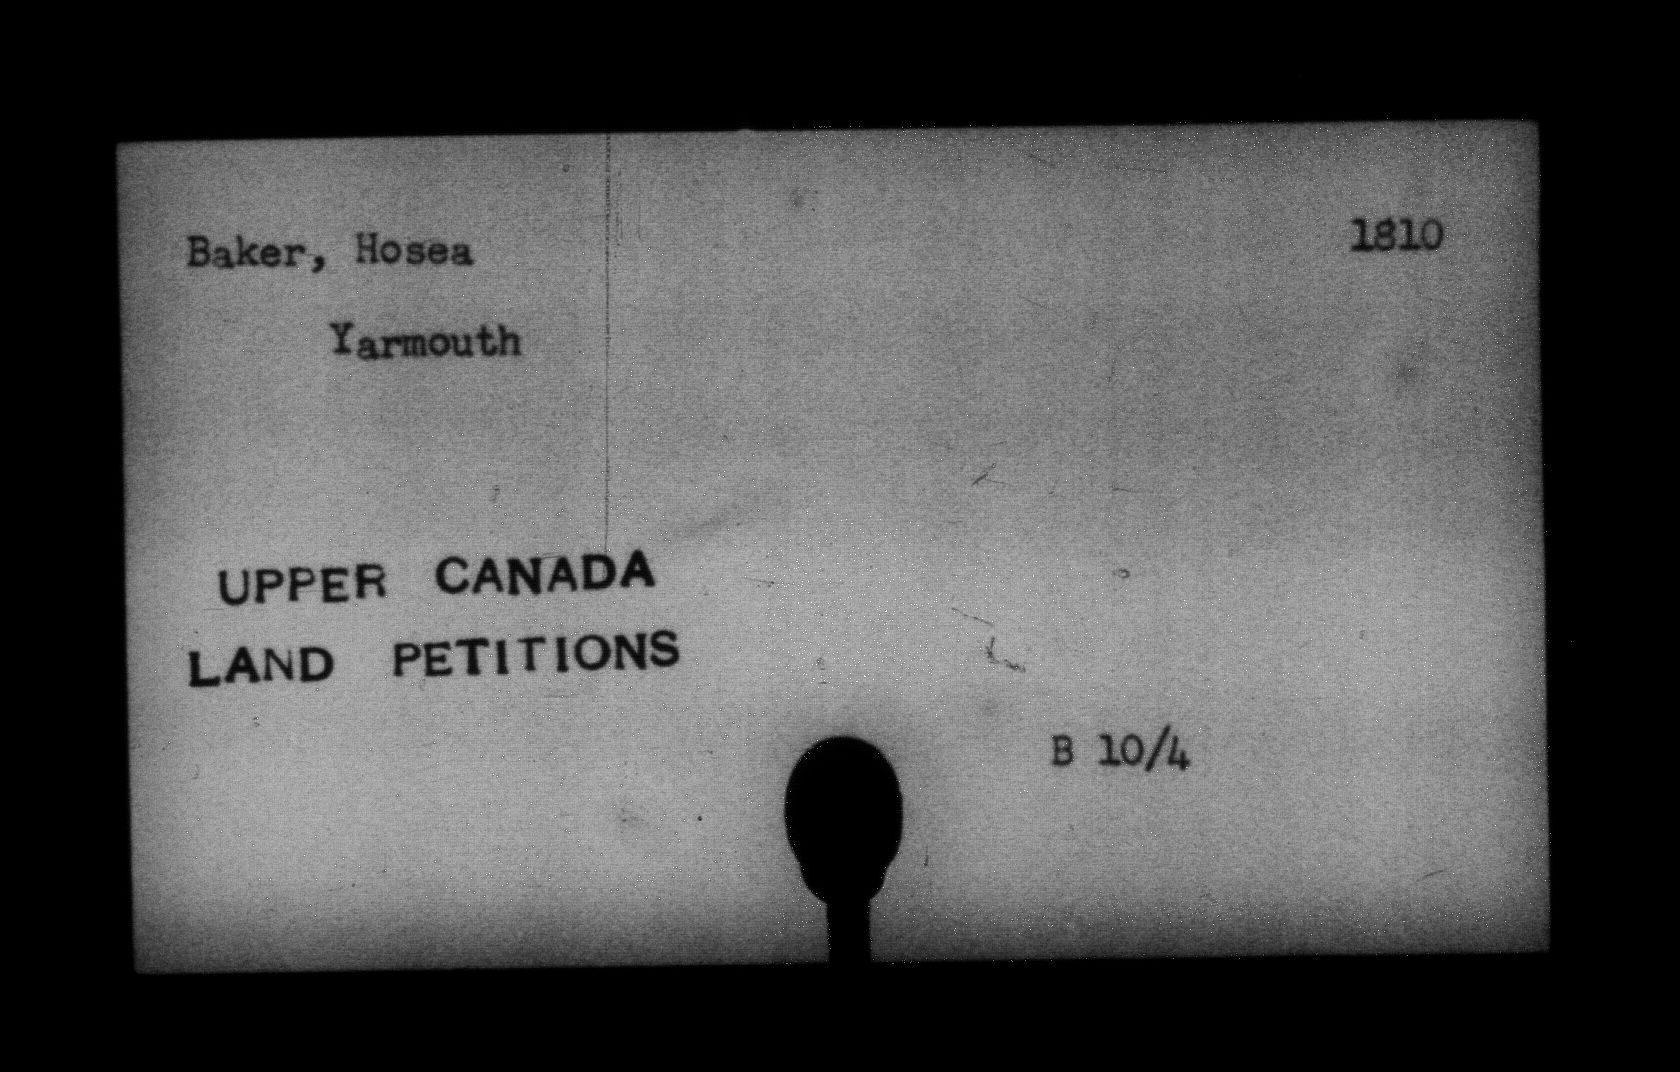 Baker, Hosea 1810
Yarmouth
UPPER CANADA
LAND PETITIONS
B 10/4